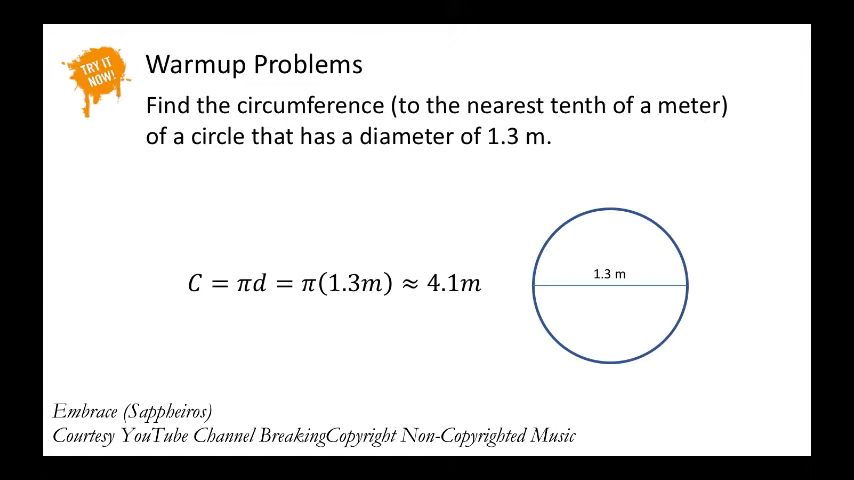 TRY IT
NOW!
Warmup Problems
Find the circumference (to the nearest tenth of a meter)
of a circle that has a diameter of 1.3 m.
1.3 m
𝐶 = 𝜋𝑑 = 𝜋(1.3𝑚) ≈ 4.1𝑚
Embrace (Sappheiros)
Courtesy YouTube Channel BreakingCopyright Non-Copyrighted Music